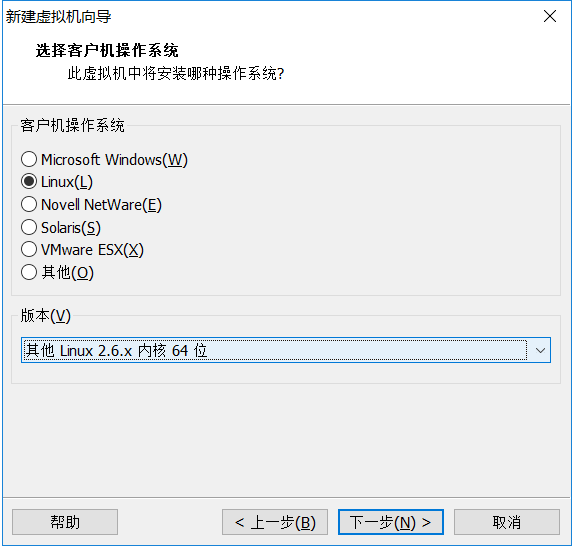 新建虚拟机向导
选择客户机操作系统
此虚拟机中将安装哪种操作系统?
客户机操作系统
Microsoft Windows(W)
Linux(L)
Novell NetWare(E)
Solaris(S)
VMware ESX(X)
其他(O)
版本(V)
其他 Linux 2.6.x 内核 64 位
帮助 < 上一步(B) 下一步(N) > 取消